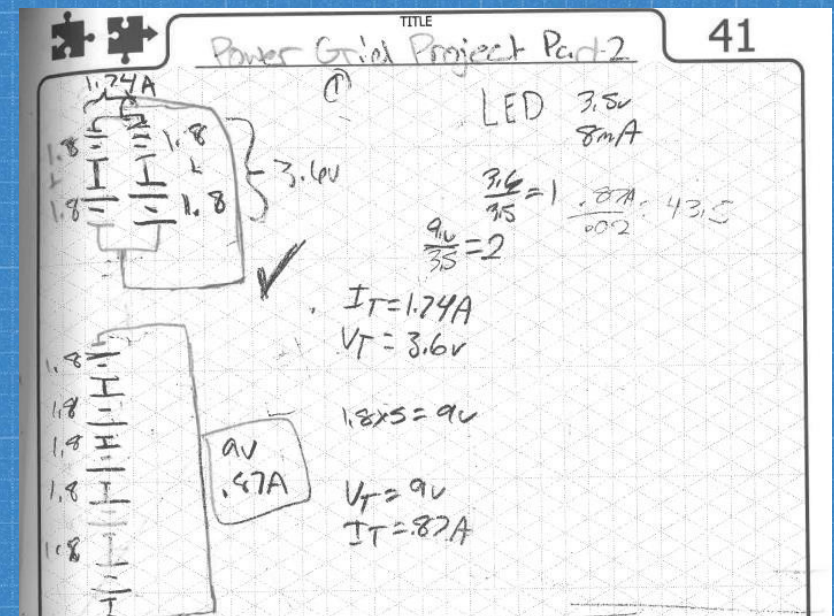 TITLE
Power Grid Project Part 2
41
1.74A
①
LED 3.5v
8mA
1.8
1.8
1.8
1.8
3.6v
3.6/3.5 = 1
.87A/.002 = 43.5
9v/3.5 = 2
IT = 1.74A
VT = 3.6v
1.8
1.8
1.8
1.8
1.8
9v
.87A
1.8x5 = 9v
VT = 9v
IT = .87A